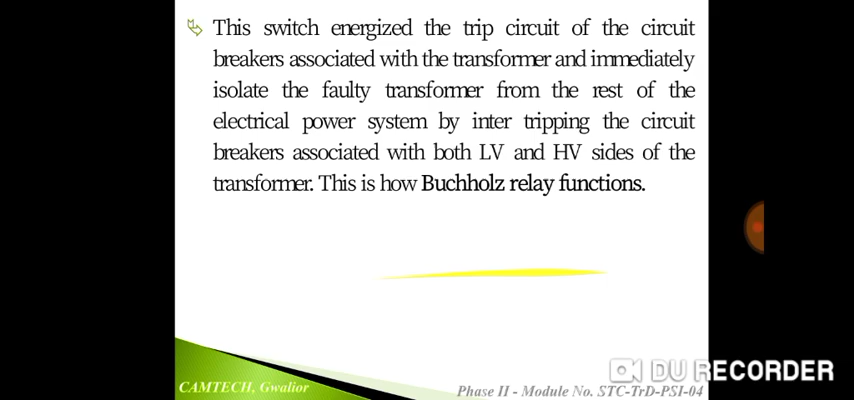 This switch energized the trip circuit of the circuit
breakers associated with the transformer and immediately
isolate the faulty transformer from the rest of the
electrical power system by inter tripping the circuit
breakers associated with both LV and HV sides of the
transformer. This is how Buchholz relay functions.
CAMTECH, Gwalior
Phase II - Module No. STC-TrD-PSI-04
DU RECORDER